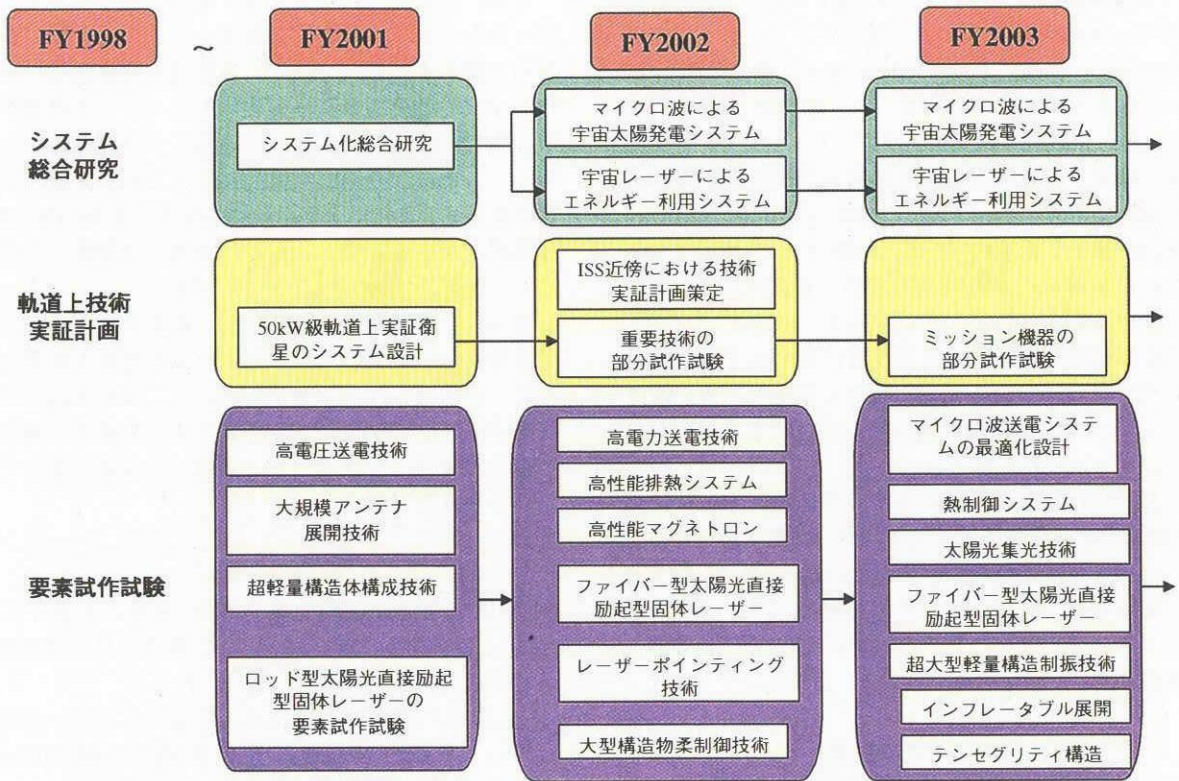 FY1998
~
FY2001
FY2002
FY2003
システム
総合研究
システム化総合研究
マイクロ波による
宇宙太陽発電システム
宇宙レーザーによる
エネルギー利用システム
マイクロ波による
宇宙太陽発電システム
宇宙レーザーによる
エネルギー利用システム
軌道上技術
実証計画
50kW級軌道上実証衛
星のシステム設計
ISS近傍における技術
実証計画策定
重要技術の
部分試作試験
ミッション機器の
部分試作試験
要素試作試験
高電圧送電技術
大規模アンテナ
展開技術
超軽量構造体構成技術
ロッド型太陽光直接励起
型固体レーザーの
要素試作試験
高電力送電技術
高性能排熱システム
高性能マグネトロン
ファイバー型太陽光直接
励起型固体レーザー
レーザーポインティング
技術
大型構造物柔制御技術
マイクロ波送電システ
ムの最適化設計
熱制御システム
太陽光集光技術
ファイバー型太陽光直接
励起型固体レーザー
超大型軽量構造制振技術
インフレータブル展開
テンセグリティ構造